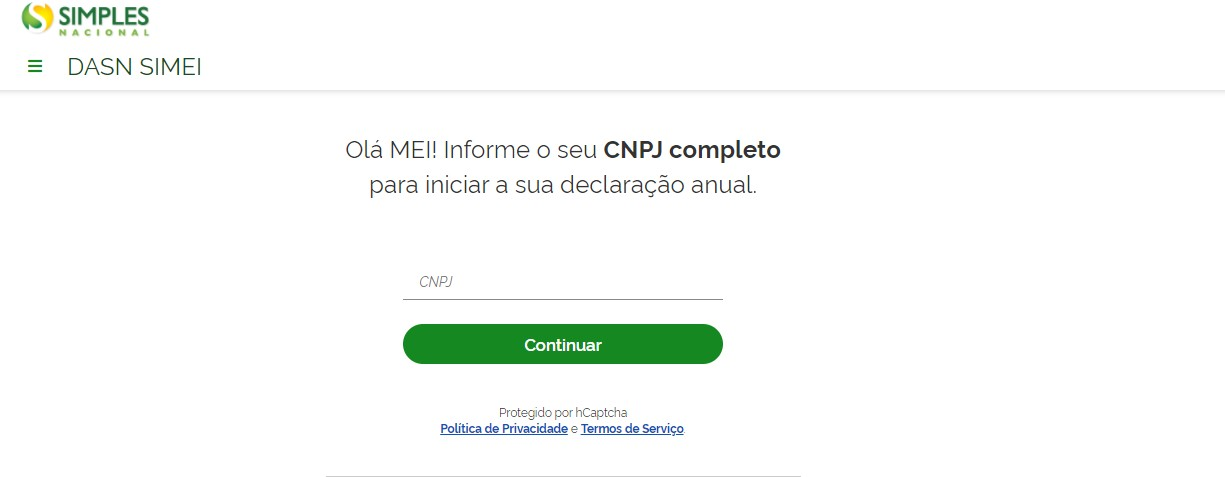 SIMPLES
NACIONAL
DASN SIMEI
Olá MEI! Informe o seu CNPJ completo
para iniciar a sua declaração anual.
CNPJ
Continuar
Protegido por hCaptcha
Política de Privacidade e Termos de Serviço